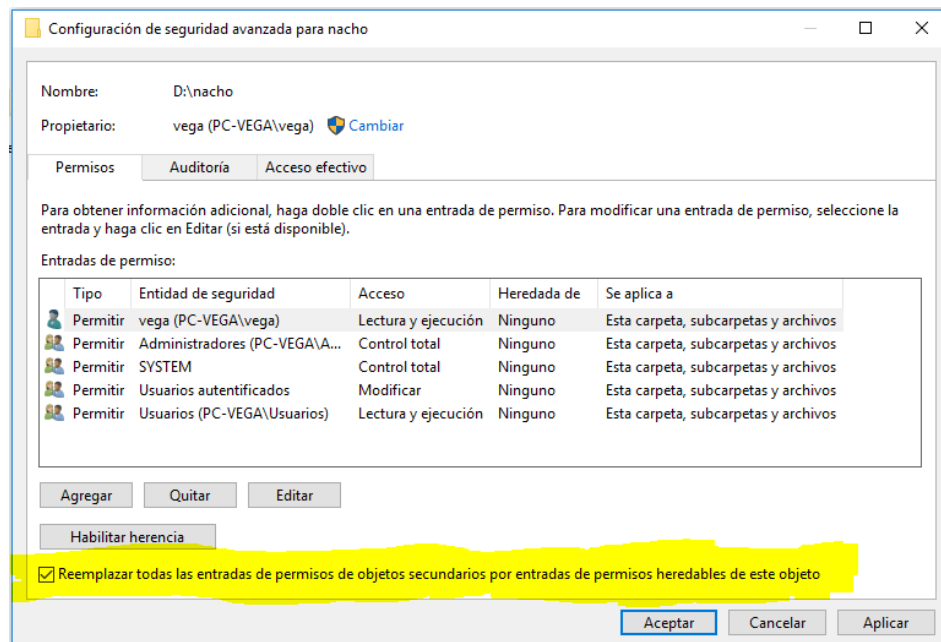 Configuración de seguridad avanzada para nacho
Nombre: D:\nacho
Propietario: vega (PC-VEGA\vega) Cambiar
Permisos Auditoría Acceso efectivo
Para obtener información adicional, haga doble clic en una entrada de permiso. Para modificar una entrada de permiso, seleccione la
entrada y haga clic en Editar (si está disponible).
Entradas de permiso:
Tipo Entidad de seguridad Acceso Heredada de Se aplica a
Permitir vega (PC-VEGA\vega) Lectura y ejecución Ninguno Esta carpeta, subcarpetas y archivos
Permitir Administradores (PC-VEGA\A... Control total Ninguno Esta carpeta, subcarpetas y archivos
Permitir SYSTEM Control total Ninguno Esta carpeta, subcarpetas y archivos
Permitir Usuarios autentificados Modificar Ninguno Esta carpeta, subcarpetas y archivos
Permitir Usuarios (PC-VEGA\Usuarios) Lectura y ejecución Ninguno Esta carpeta, subcarpetas y archivos
Agregar Quitar Editar
Habilitar herencia
Reemplazar todas las entradas de permisos de objetos secundarios por entradas de permisos heredables de este objeto
Aceptar Cancelar Aplicar